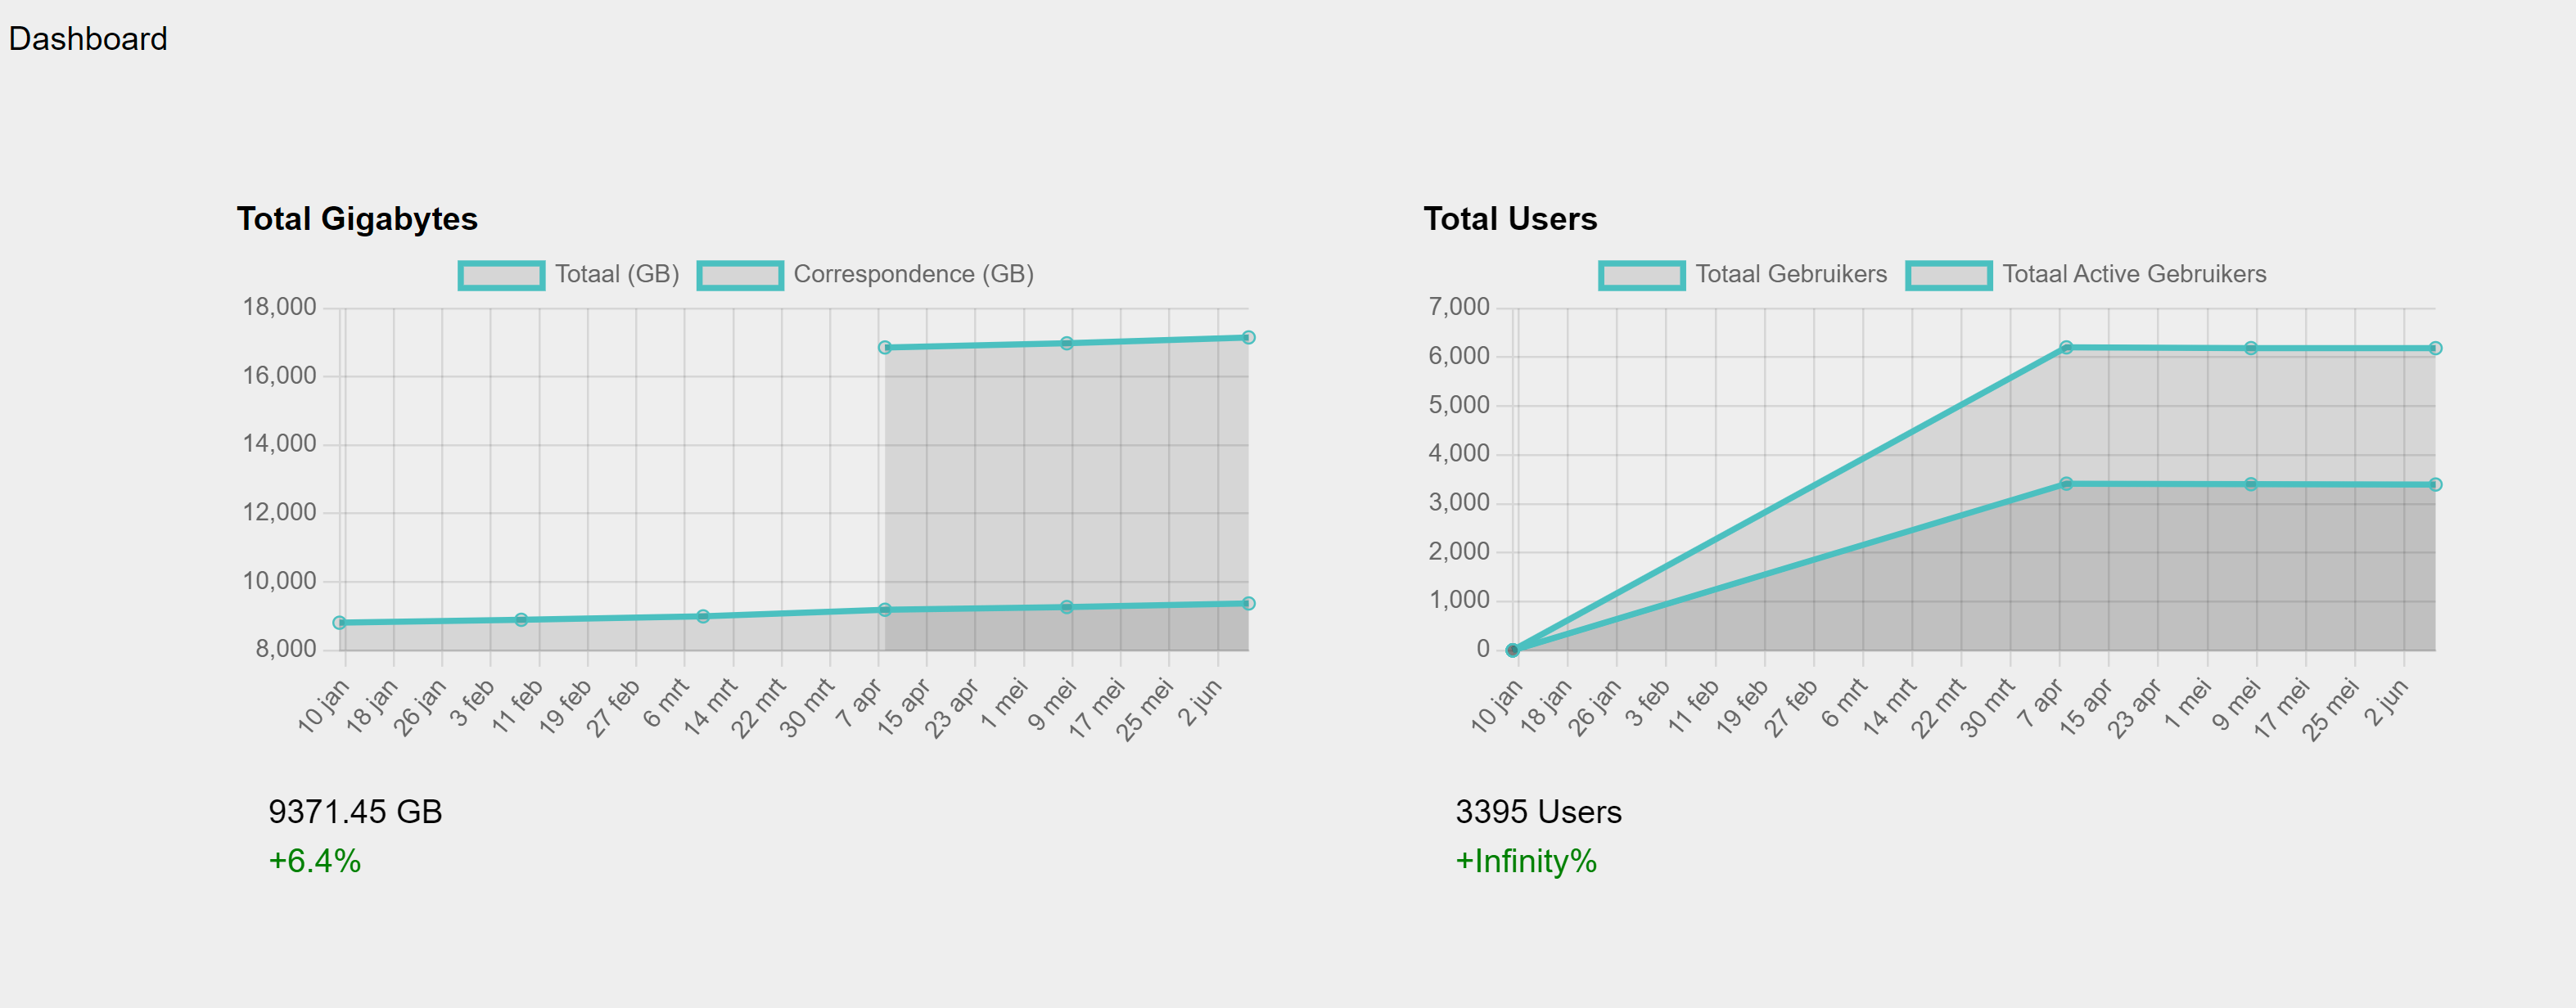 Dashboard
Total Gigabytes
Totaal (GB) Correspondence (GB)
18,000
16,000
14,000
12,000
10,000
8,000
10 jan 18 jan 26 jan 3 feb 11 feb 19 feb 27 feb 6 mrt 14 mrt 22 mrt 30 mrt 7 apr 15 apr 23 apr 1 mei 9 mei 17 mei 25 mei 2 jun
9371.45 GB
+6.4%
Total Users
Totaal Gebruikers Totaal Active Gebruikers
7,000
6,000
5,000
4,000
3,000
2,000
1,000
0
10 jan 18 jan 26 jan 3 feb 11 feb 19 feb 27 feb 6 mrt 14 mrt 22 mrt 30 mrt 7 apr 15 apr 23 apr 1 mei 9 mei 17 mei 25 mei 2 jun
3395 Users
+Infinity%